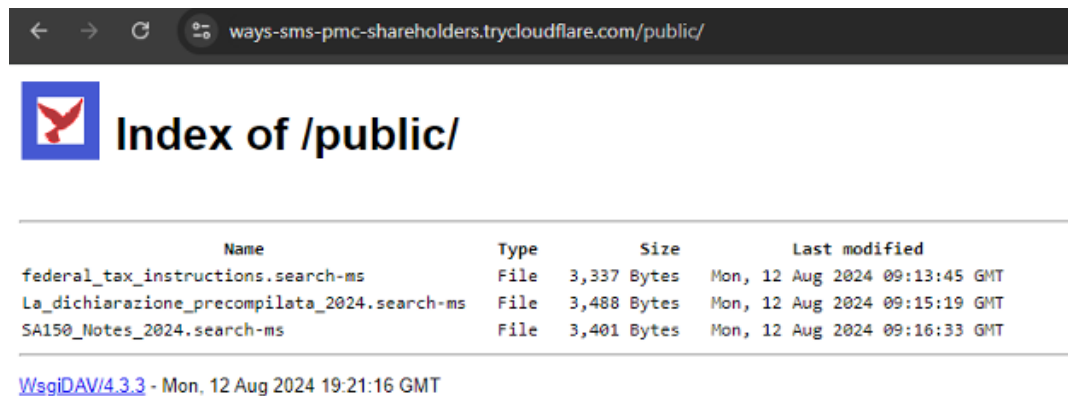 ways-sms-pmc-shareholders.trycloudflare.com/public/
Index of /public/
Name Type Size Last modified
federal_tax_instructions.search-ms File 3,337 Bytes Mon, 12 Aug 2024 09:13:45 GMT
La_dichiarazione_precompilata_2024.search-ms File 3,488 Bytes Mon, 12 Aug 2024 09:15:19 GMT
SA150_Notes_2024.search-ms File 3,401 Bytes Mon, 12 Aug 2024 09:16:33 GMT
WsgiDAV/4.3.3 - Mon, 12 Aug 2024 19:21:16 GMT